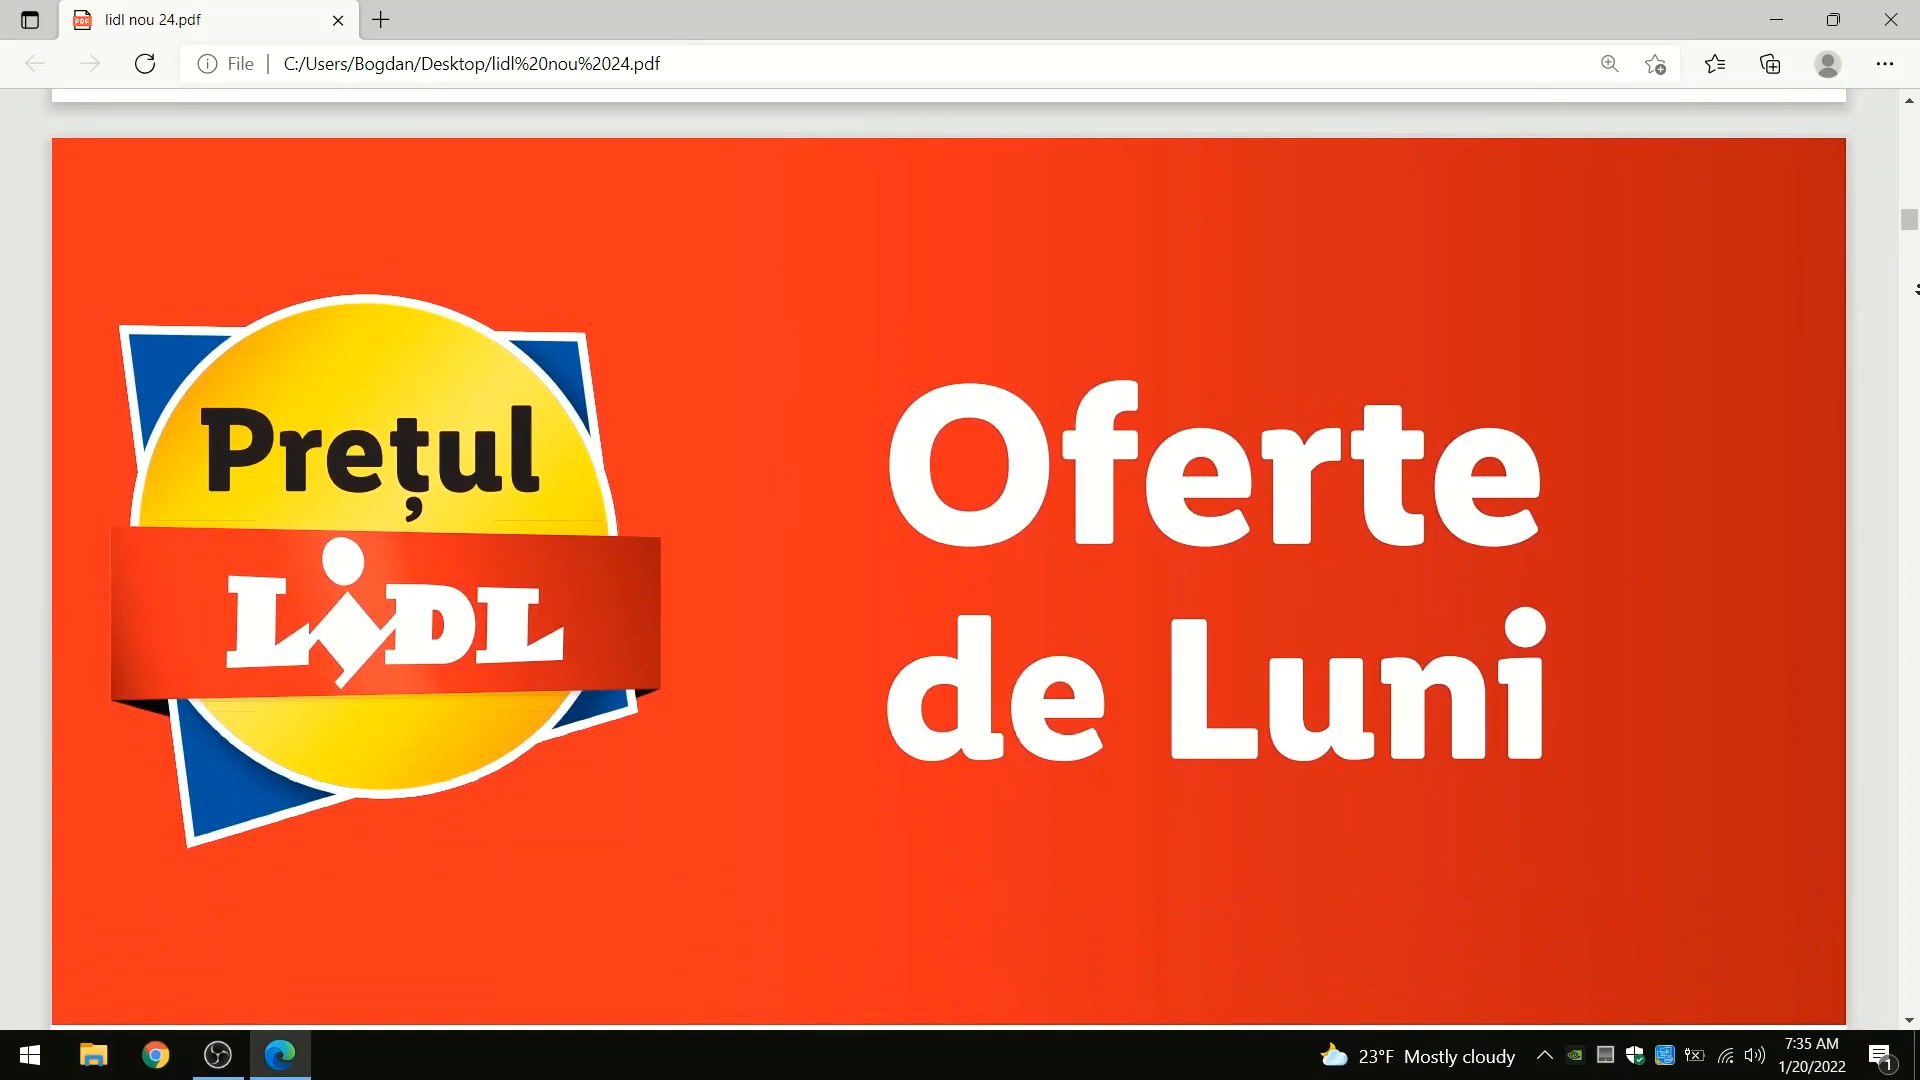 lidl nou 24.pdf
File
C:/Users/Bogdan/Desktop/lidl%20nou%2024.pdf
Prețul
LIDL
Oferte
de Luni
23°F Mostly cloudy
7:35 AM
1/20/2022
1